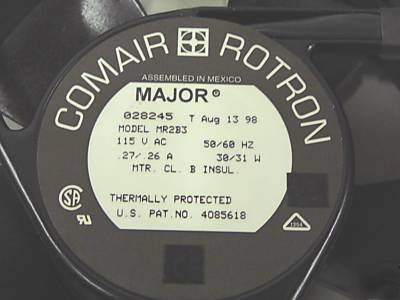 COMAIR ROTRON
ASSEMBLED IN MEXICO
MAJOR®
028245 T Aug 13 98
MODEL MR2B3
115 V AC 50/60 HZ
.27/.26 A 30/31 W
MTR. CL. B INSUL.
THERMALLY PROTECTED
U.S. PAT.NO. 4085618